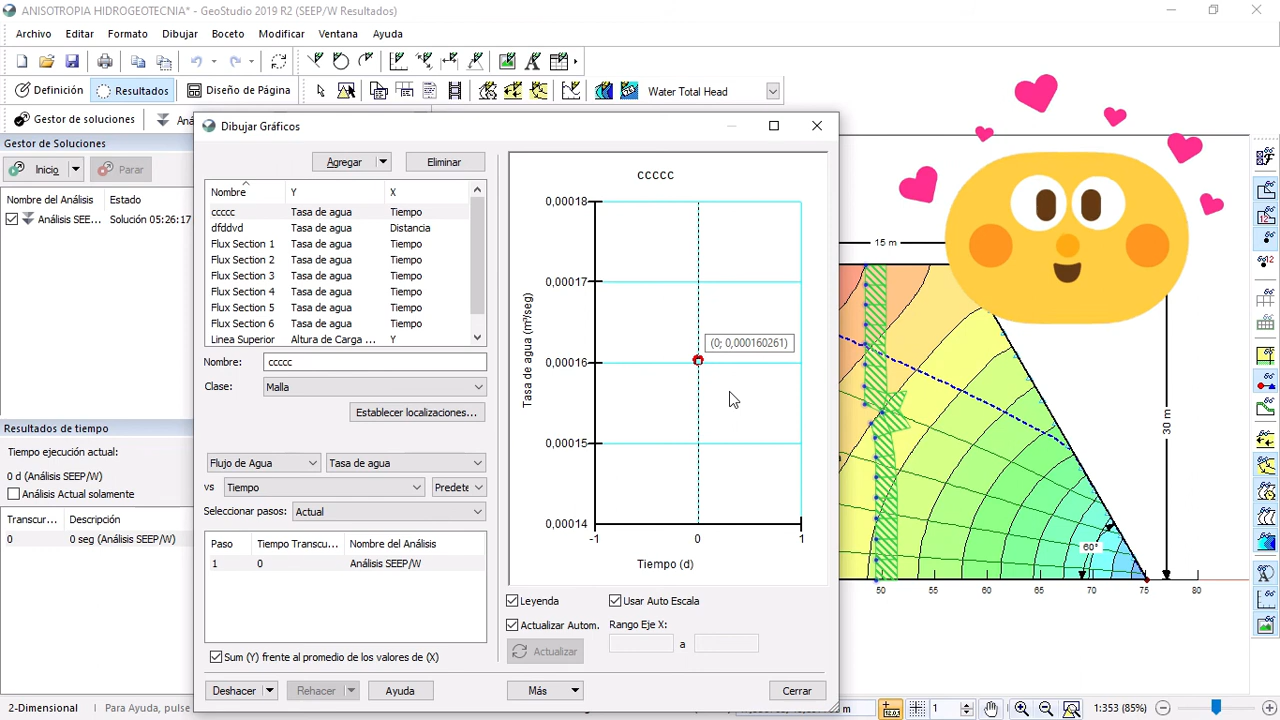 ANISOTROPIA HIDROGEOTECNIA* - GeoStudio 2019 R2 (SEEP/W Resultados)
Archivo Editar Formato Dibujar Boceto Modificar Ventana Ayuda
Definición Resultados Diseño de Página Water Total Head
Gestor de soluciones Aná
Gestor de Soluciones
Inicio Parar
Nombre del Análisis Estado
Análisis SEE... Solución 05:26:17
Resultados de tiempo
Tiempo ejecución actual:
0 d (Análisis SEEP/W)
Análisis Actual solamente
Transcur... Descripción
0 0 seg (Análisis SEEP/W)
Dibujar Gráficos
Agregar Eliminar
Nombre Y X
ccccc Tasa de agua Tiempo
dfddvd Tasa de agua Distancia
Flux Section 1 Tasa de agua Tiempo
Flux Section 2 Tasa de agua Tiempo
Flux Section 3 Tasa de agua Tiempo
Flux Section 4 Tasa de agua Tiempo
Flux Section 5 Tasa de agua Tiempo
Flux Section 6 Tasa de agua Tiempo
Linea Superior Altura de Carga ... Y
Nombre: ccccc
Clase: Malla
Establecer localizaciones...
Flujo de Agua Tasa de agua
vs Tiempo Predete
Seleccionar pasos: Actual
Paso Tiempo Transcu... Nombre del Análisis
1 0 Análisis SEEP/W
Sum (Y) frente al promedio de los valores de (X)
Deshacer Rehacer Ayuda
ccccc
0,00018
0,00017
0,00016
0,00015
0,00014
(0; 0,000160261)
Tasa de agua (m³/seg)
-1 0 1
Tiempo (d)
Leyenda Usar Auto Escala
Actualizar Autom. Rango Eje X:
Actualizar a
Más Cerrar
15 m
30 m
60°
50 55 60 65 70 75 80
2-Dimensional Para Ayuda, pulse
m 1 1:353 (85%)